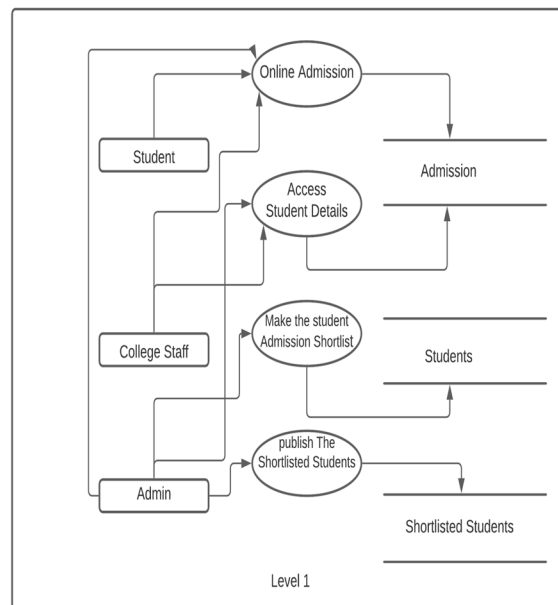 Online Admission
Student
Admission
Access
Student Details
Make the student
Admission Shortlist
College Staff
Students
publish The
Shortlisted Students
Admin
Shortlisted Students
Level 1